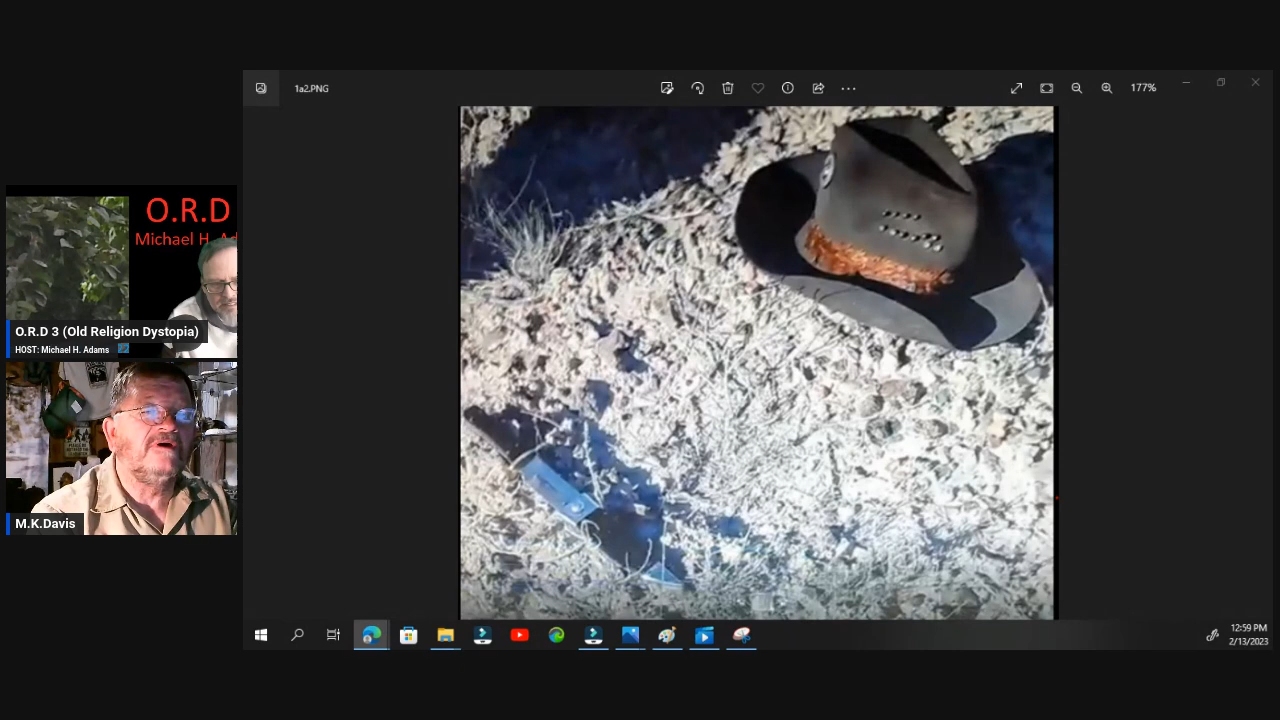 1a2.PNG
177%
O.R.D
Michael H. Ad
O.R.D 3 (Old Religion Dystopia)
HOST: Michael H. Adams
M.K.Davis
12:59 PM
2/13/2023